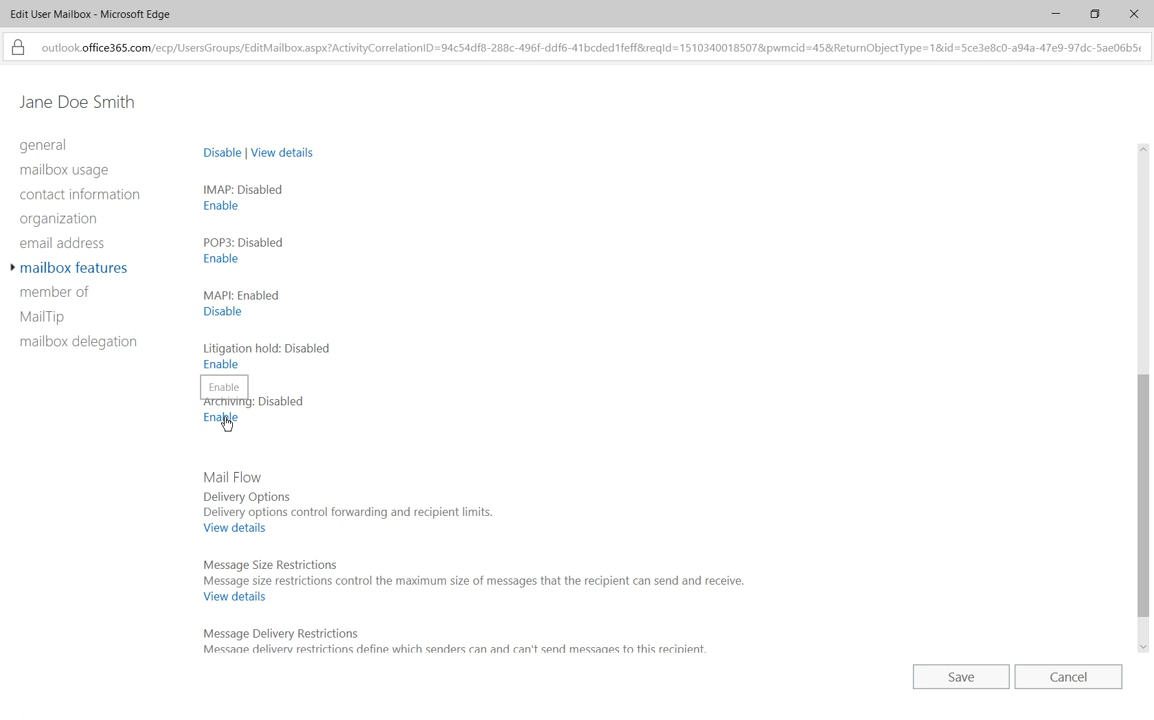 Edit User Mailbox - Microsoft Edge
outlook.office365.com/ecp/UsersGroups/EditMailbox.aspx?ActivityCorrelationID=94c54df8-288c-496f-ddf6-41bcded1feff&reqId=1510340018507&pwmcid=45&ReturnObjectType=1&id=5ce3e8c0-a94a-47e9-97dc-5ae06b5e
Jane Doe Smith
general
mailbox usage
contact information
organization
email address
mailbox features
member of
MailTip
mailbox delegation
Disable | View details
IMAP: Disabled
Enable
POP3: Disabled
Enable
MAPI: Enabled
Disable
Litigation hold: Disabled
Enable
Enable
Archiving: Disabled
Enable
Mail Flow
Delivery Options
Delivery options control forwarding and recipient limits.
View details
Message Size Restrictions
Message size restrictions control the maximum size of messages that the recipient can send and receive.
View details
Message Delivery Restrictions
Message delivery restrictions define which senders can and can't send messages to this recipient.
Save
Cancel